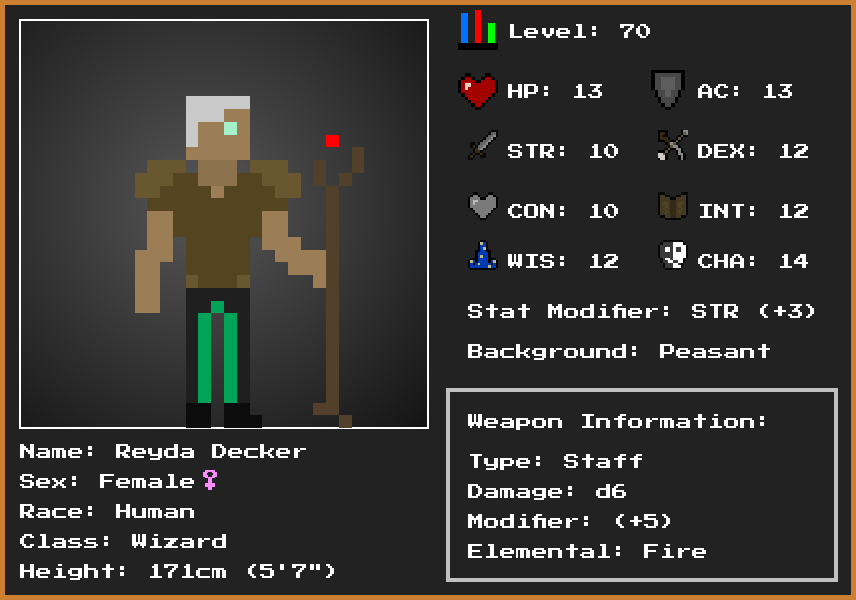 Level: 70
HP: 13 AC: 13
STR: 10 DEX: 12
CON: 10 INT: 12
WIS: 12 CHA: 14
Stat Modifier: STR (+3)
Background: Peasant
Weapon Information:
Type: Staff
Damage: d6
Modifier: (+5)
Elemental: Fire
Name: Reyda Decker
Sex: Female♀
Race: Human
Class: Wizard
Height: 171cm (5'7")